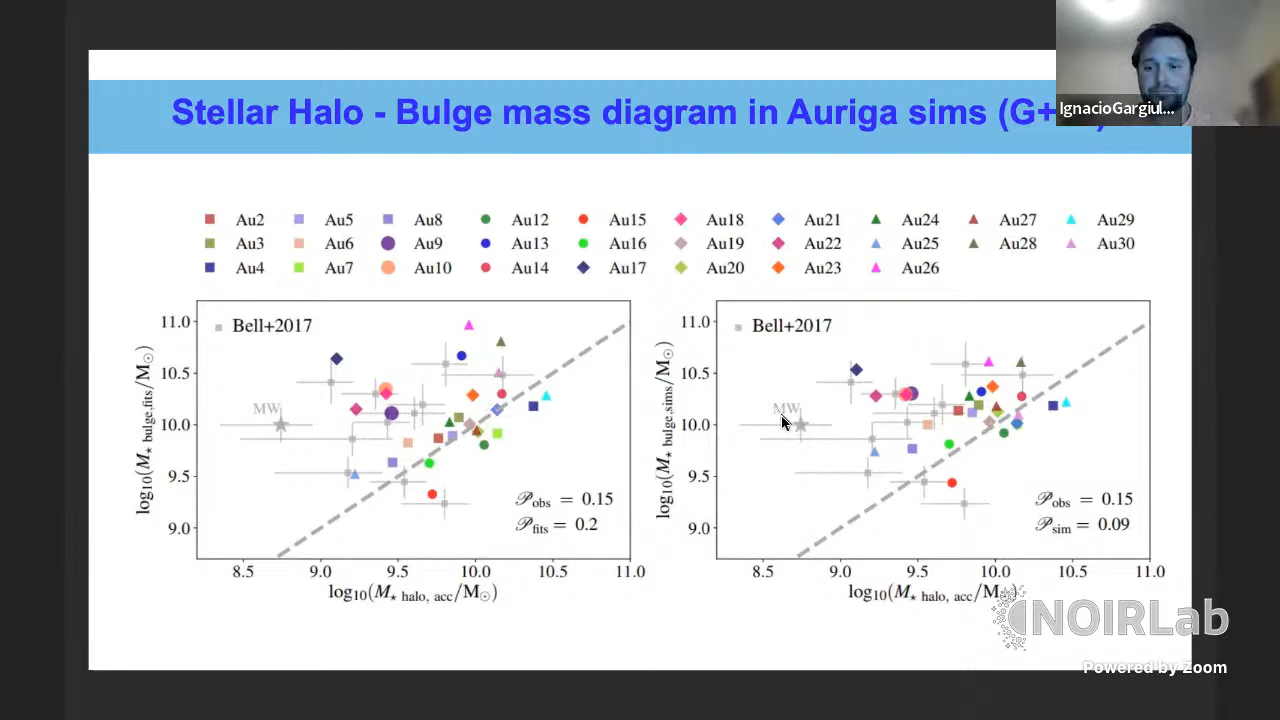 IgnacioGargiul...
Stellar Halo - Bulge mass diagram in Auriga sims (G+
Au2 Au5 Au8 Au12 Au15 Au18 Au21 Au24 Au27 Au29
Au3 Au6 Au9 Au13 Au16 Au19 Au22 Au25 Au28 Au30
Au4 Au7 Au10 Au14 Au17 Au20 Au23 Au26
Bell+2017
MW
11.0
10.5
10.0
9.5
9.0
log₁₀(M⋆ bulge,fits/M☉)
𝒫obs = 0.15
𝒫fits = 0.2
8.5 9.0 9.5 10.0 10.5 11.0
log₁₀(M⋆ halo, acc/M☉)
Bell+2017
MW
11.0
10.5
10.0
9.5
9.0
log₁₀(M⋆ bulge,sims/M☉)
𝒫obs = 0.15
𝒫sim = 0.09
8.5 9.0 9.5 10.0 10.5 11.0
log₁₀(M⋆ halo, acc/M☉)
NOIRLab
Powered by Zoom